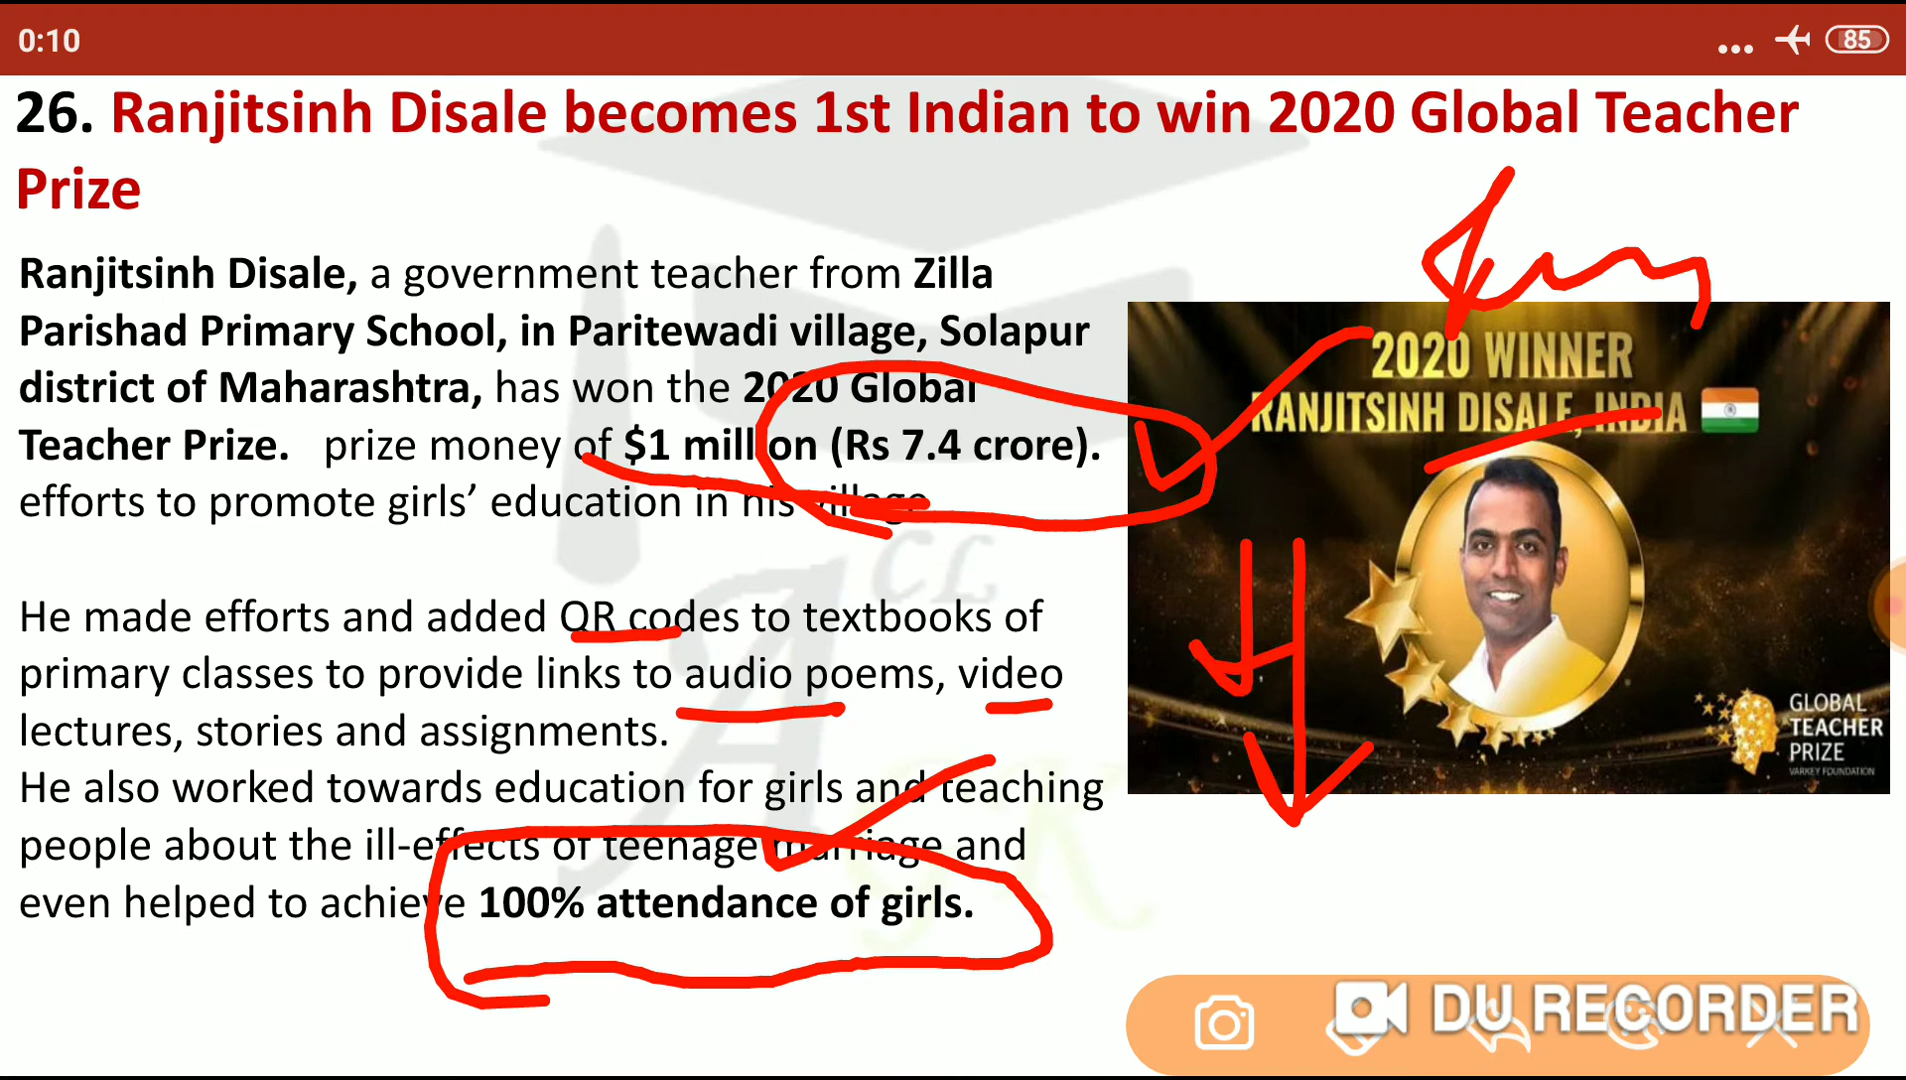 0:10
85
26. Ranjitsinh Disale becomes 1st Indian to win 2020 Global Teacher
Prize
Ranjitsinh Disale, a government teacher from Zilla
Parishad Primary School, in Paritewadi village, Solapur
district of Maharashtra, has won the 2020 Global
Teacher Prize. prize money of $1 million (Rs 7.4 crore).
efforts to promote girls’ education in his village
He made efforts and added QR codes to textbooks of
primary classes to provide links to audio poems, video
lectures, stories and assignments.
He also worked towards education for girls and teaching
people about the ill-effects of teenage marriage and
even helped to achieve 100% attendance of girls.
2020 WINNER
RANJITSINH DISALE, INDIA
GLOBAL
TEACHER
PRIZE
VARKEY FOUNDATION
ACL
GK
DU RECORDER